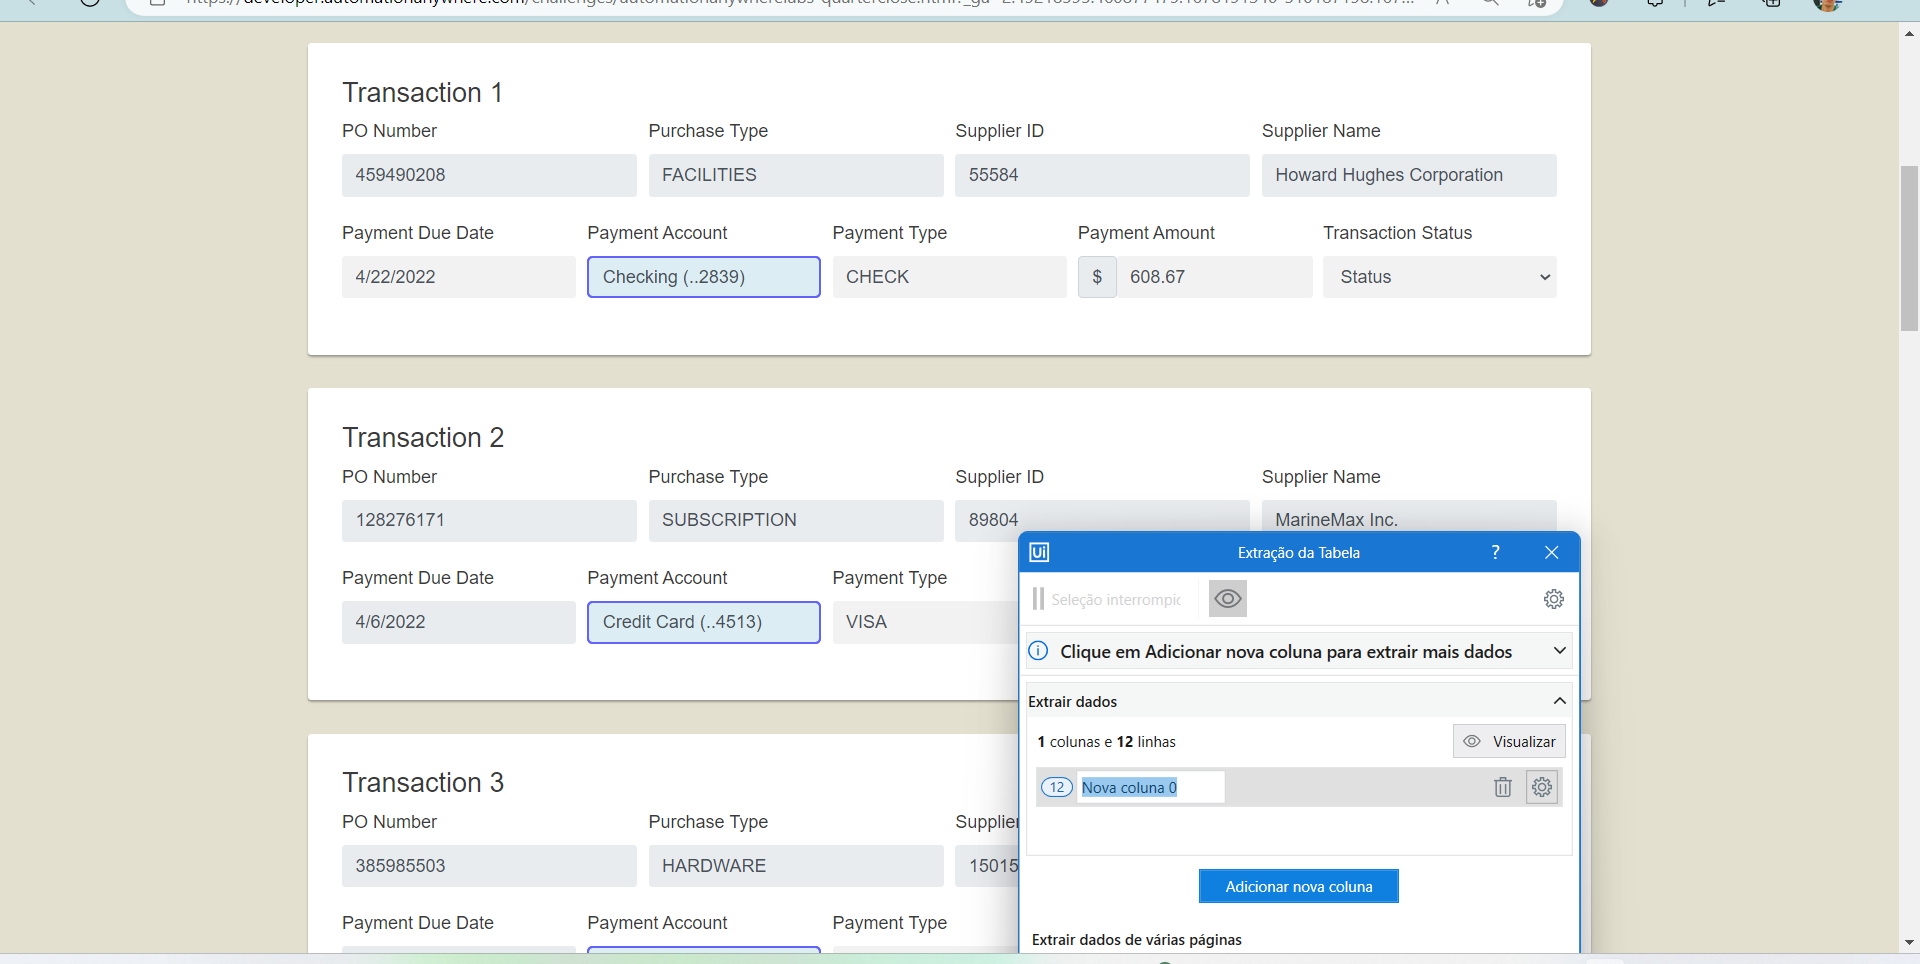 Transaction 1
PO Number Purchase Type Supplier ID Supplier Name
459490208 FACILITIES 55584 Howard Hughes Corporation
Payment Due Date Payment Account Payment Type Payment Amount Transaction Status
4/22/2022 Checking (..2839) CHECK $ 608.67 Status
Transaction 2
PO Number Purchase Type Supplier ID Supplier Name
128276171 SUBSCRIPTION 89804 MarineMax Inc.
Payment Due Date Payment Account Payment Type
4/6/2022 Credit Card (..4513) VISA
Transaction 3
PO Number Purchase Type Supplier
385985503 HARDWARE 15015
Payment Due Date Payment Account Payment Type
Ui Extração da Tabela ?
Seleção interrompic
Clique em Adicionar nova coluna para extrair mais dados
Extrair dados
1 colunas e 12 linhas Visualizar
12 Nova coluna 0
Adicionar nova coluna
Extrair dados de várias páginas